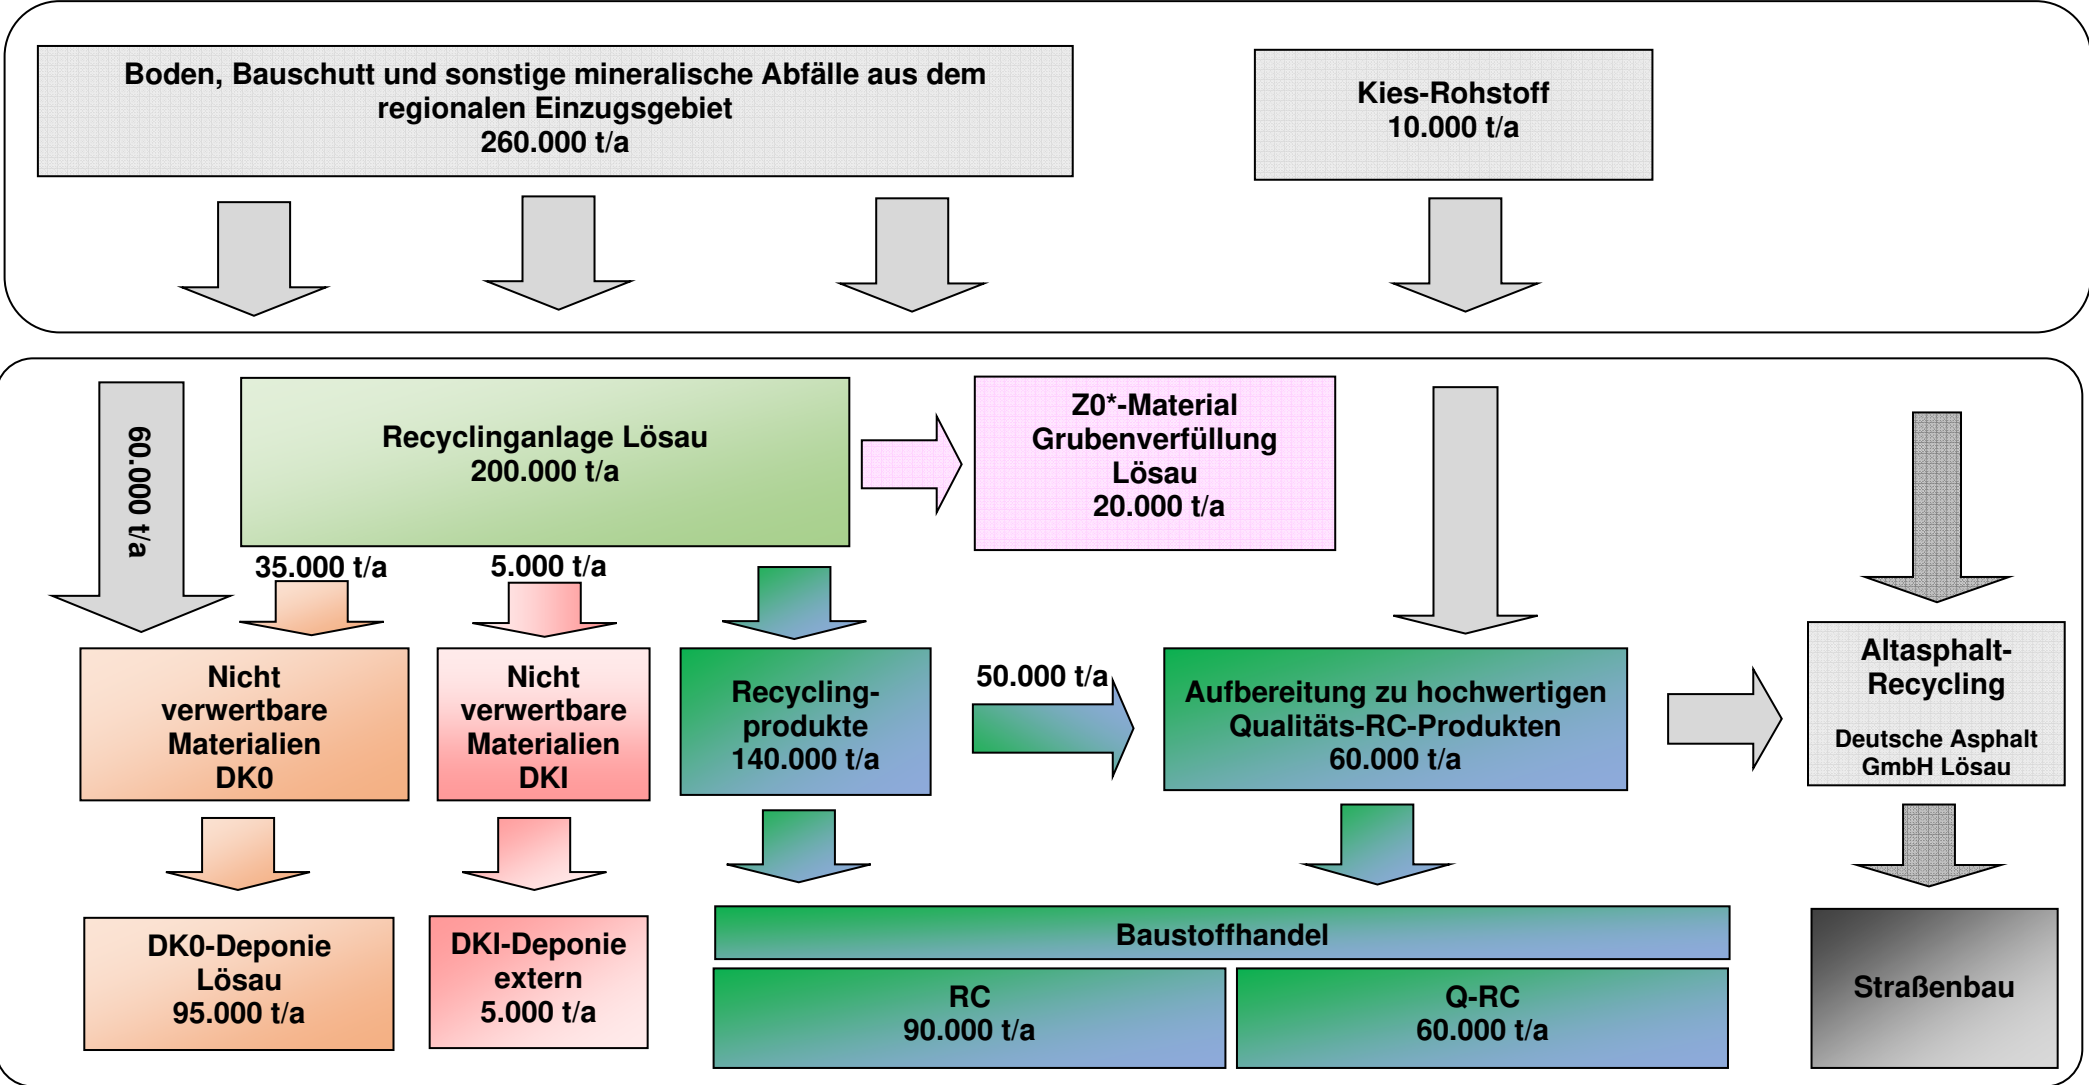 Boden, Bauschutt und sonstige mineralische Abfälle aus dem
regionalen Einzugsgebiet
260.000 t/a
Kies-Rohstoff
10.000 t/a
60.000 t/a
Recyclinganlage Lösau
200.000 t/a
Z0*-Material
Grubenverfüllung
Lösau
20.000 t/a
35.000 t/a
5.000 t/a
Nicht
verwertbare
Materialien
DK0
Nicht
verwertbare
Materialien
DKI
Recycling-
produkte
140.000 t/a
50.000 t/a
Aufbereitung zu hochwertigen
Qualitäts-RC-Produkten
60.000 t/a
Altasphalt-
Recycling
Deutsche Asphalt
GmbH Lösau
DK0-Deponie
Lösau
95.000 t/a
DKI-Deponie
extern
5.000 t/a
Baustoffhandel
RC
90.000 t/a
Q-RC
60.000 t/a
Straßenbau